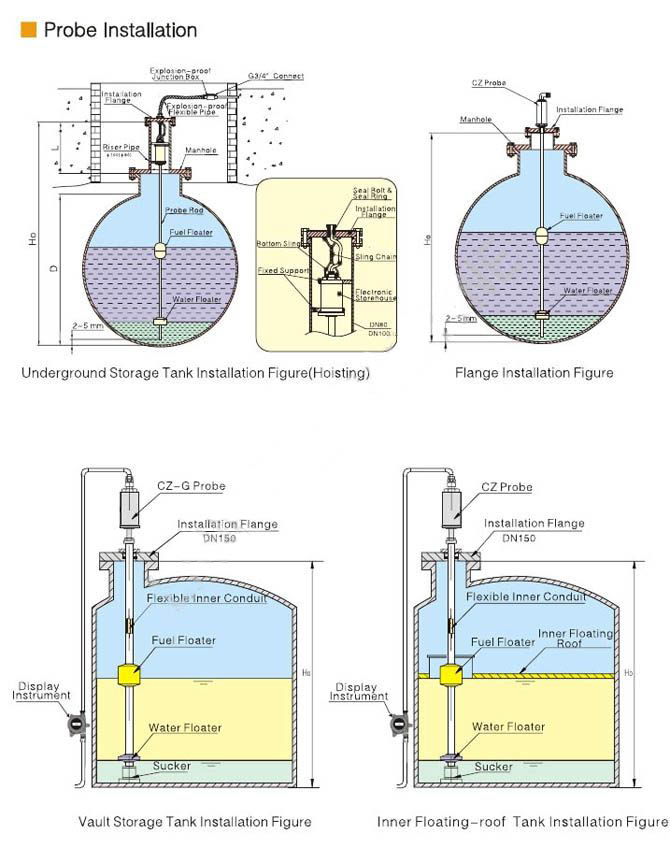 Probe Installation
Explosion-proof
Junction Box
G3/4" Connect
Installation
Flange
Explosion-proof
Flexible Pipe
Riser Pipe
Manhole
L
Ho
D
Probe Rod
Fuel Floater
Water Floater
2-5mm
Seal Bolt &
Seal Ring
Installation
Flange
Bottom Sling
Sling Chain
Fixed Support
Electronic
Storehouse
DN80
DN100
Underground Storage Tank Installation Figure(Hoisting)
CZ Probe
Installation Flange
Manhole
Ho
Fuel Floater
Water Floater
2-5mm
Flange Installation Figure
CZ-G Probe
Installation Flange
DN150
Flexible Inner Conduit
Fuel Floater
Ho
Display
Instrument
Water Floater
Sucker
Vault Storage Tank Installation Figure
CZ Probe
Installation Flange
DN150
Flexible Inner Conduit
Fuel Floater
Inner Floating
Roof
Ho
Display
Instrument
Water Floater
Sucker
Inner Floating-roof Tank Installation Figure